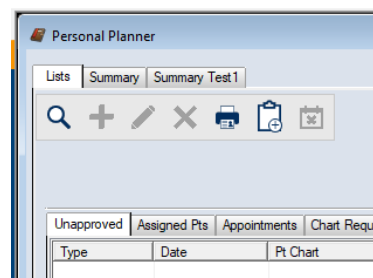 Personal Planner
Lists Summary Summary Test1
Unapproved Assigned Pts Appointments Chart Requ
Type Date Pt Chart